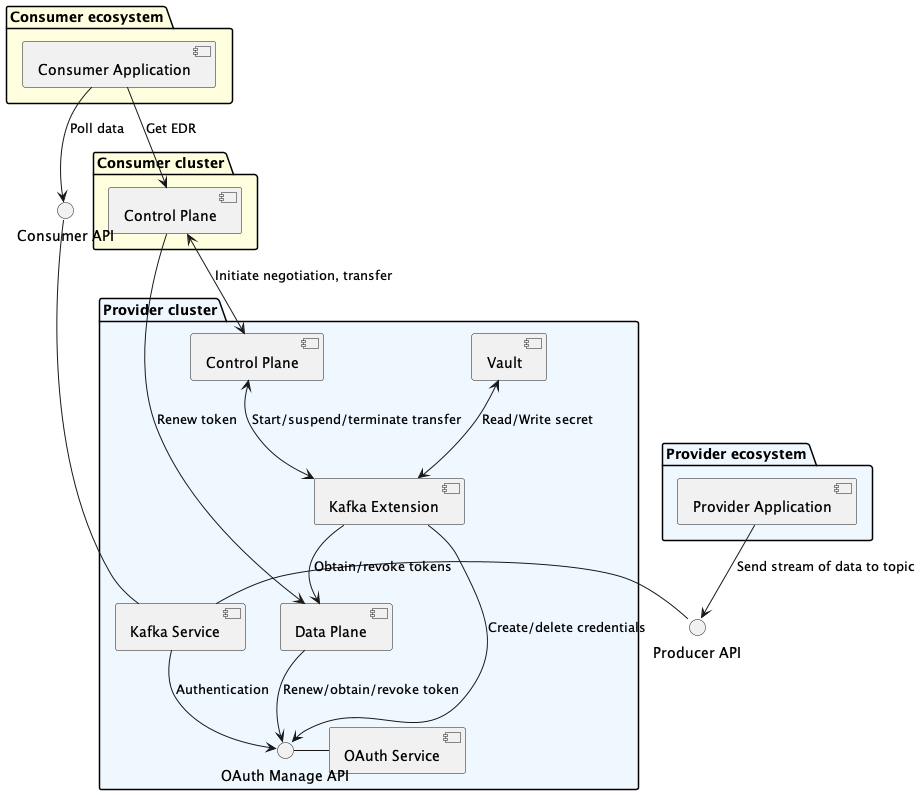 Consumer ecosystem
Consumer Application
Poll data
Get EDR
Consumer cluster
Control Plane
Consumer API
Initiate negotiation, transfer
Provider cluster
Control Plane
Vault
Renew token
Start/suspend/terminate transfer
Read/Write secret
Provider ecosystem
Kafka Extension
Provider Application
Obtain/revoke tokens
Send stream of data to topic
Kafka Service
Data Plane
Create/delete credentials
Producer API
Authentication
Renew/obtain/revoke token
OAuth Service
OAuth Manage API